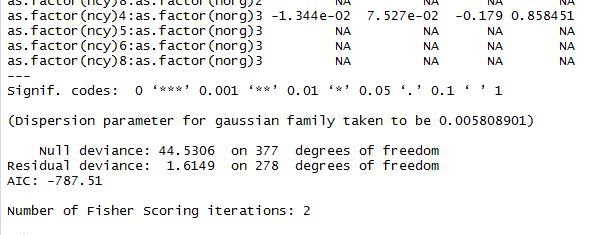 as.factor(ncy)8:as.factor(norg)2 NA NA NA NA
as.factor(ncy)4:as.factor(norg)3 -1.344e-02 7.527e-02 -0.179 0.858451
as.factor(ncy)5:as.factor(norg)3 NA NA NA NA
as.factor(ncy)6:as.factor(norg)3 NA NA NA NA
as.factor(ncy)8:as.factor(norg)3 NA NA NA NA
---
Signif. codes: 0 ‘***’ 0.001 ‘**’ 0.01 ‘*’ 0.05 ‘.’ 0.1 ‘ ’ 1
(Dispersion parameter for gaussian family taken to be 0.005808901)
Null deviance: 44.5306 on 377 degrees of freedom
Residual deviance: 1.6149 on 278 degrees of freedom
AIC: -787.51
Number of Fisher Scoring iterations: 2